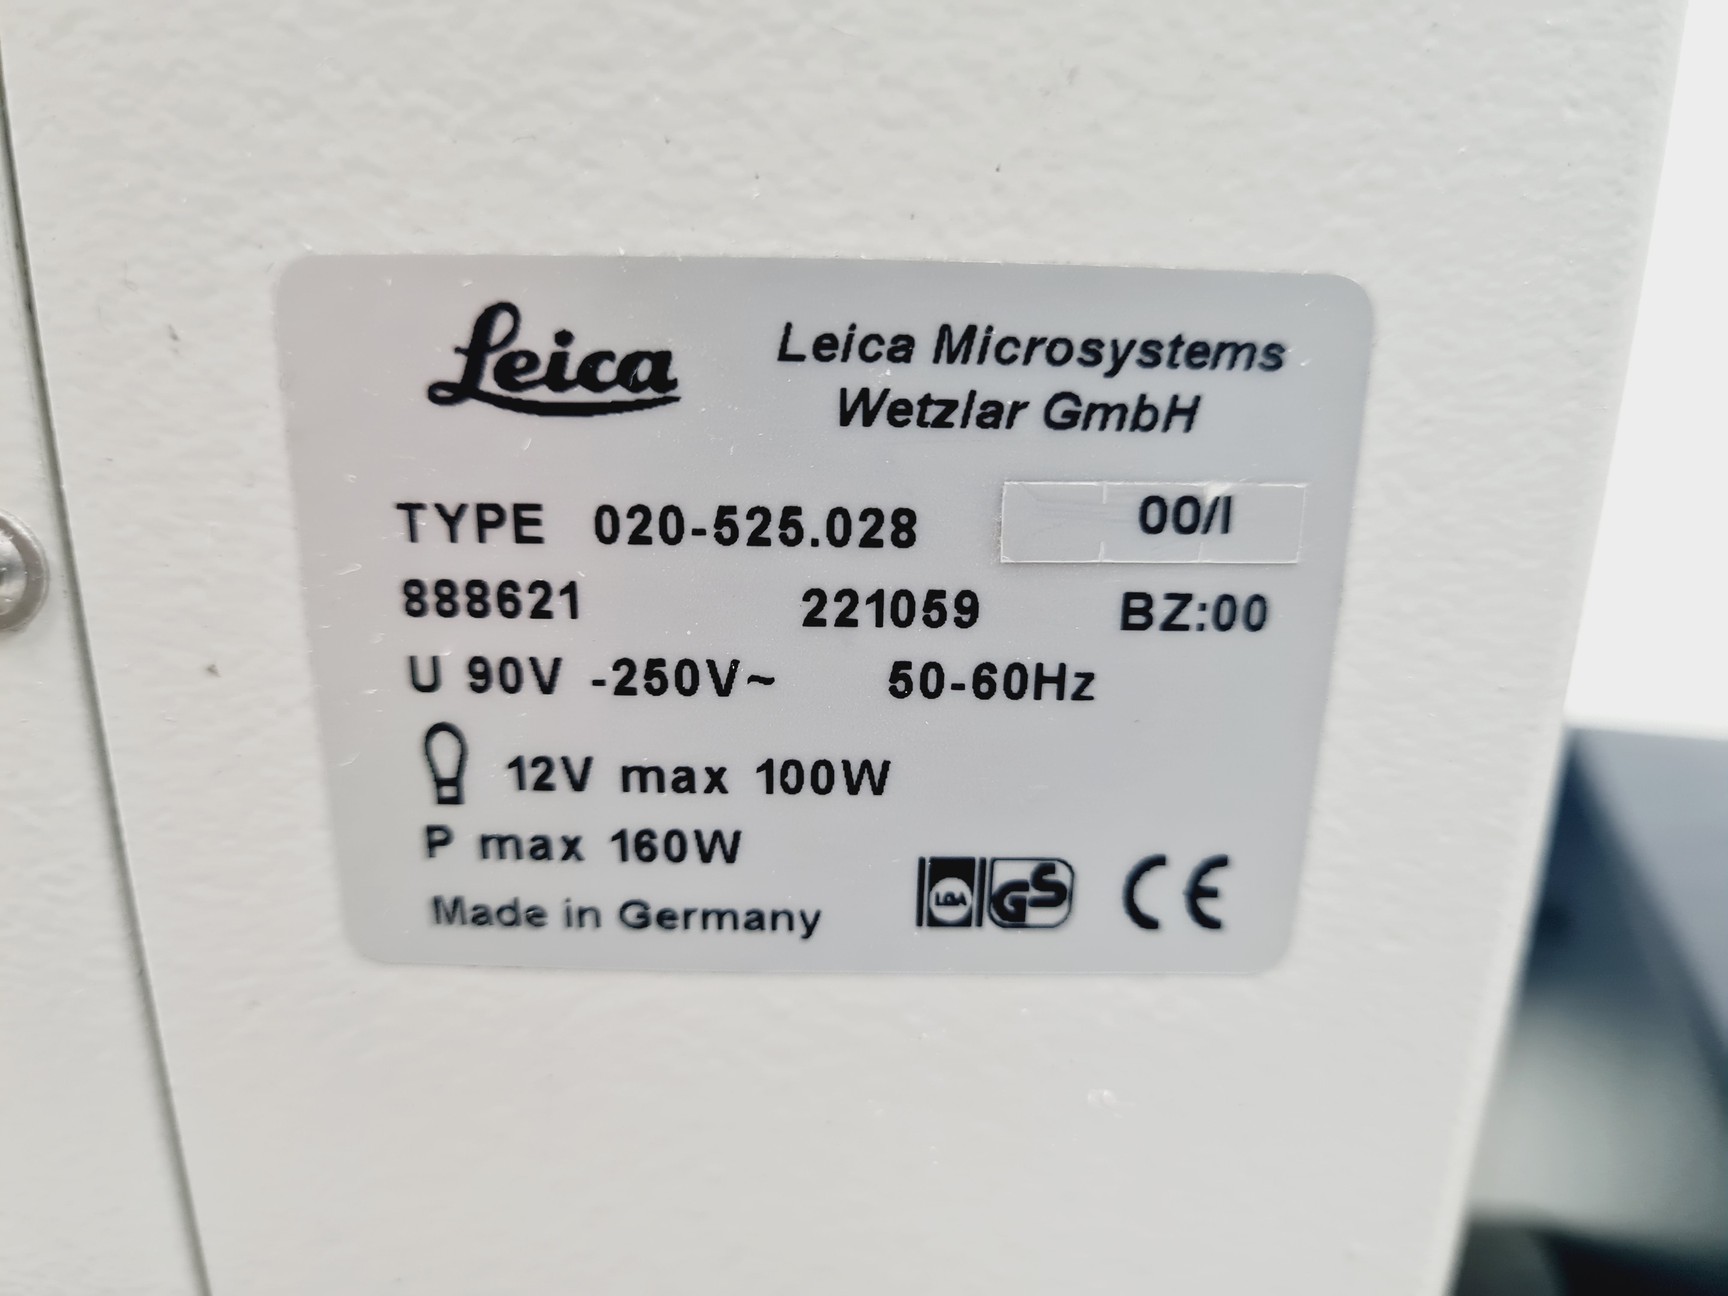 Leica
Leica Microsystems
Wetzlar GmbH
TYPE 020-525.028 00/I
888621 221059 BZ:00
U 90V -250V~ 50-60Hz
12V max 100W
P max 160W
Made in Germany
LGA GS CE